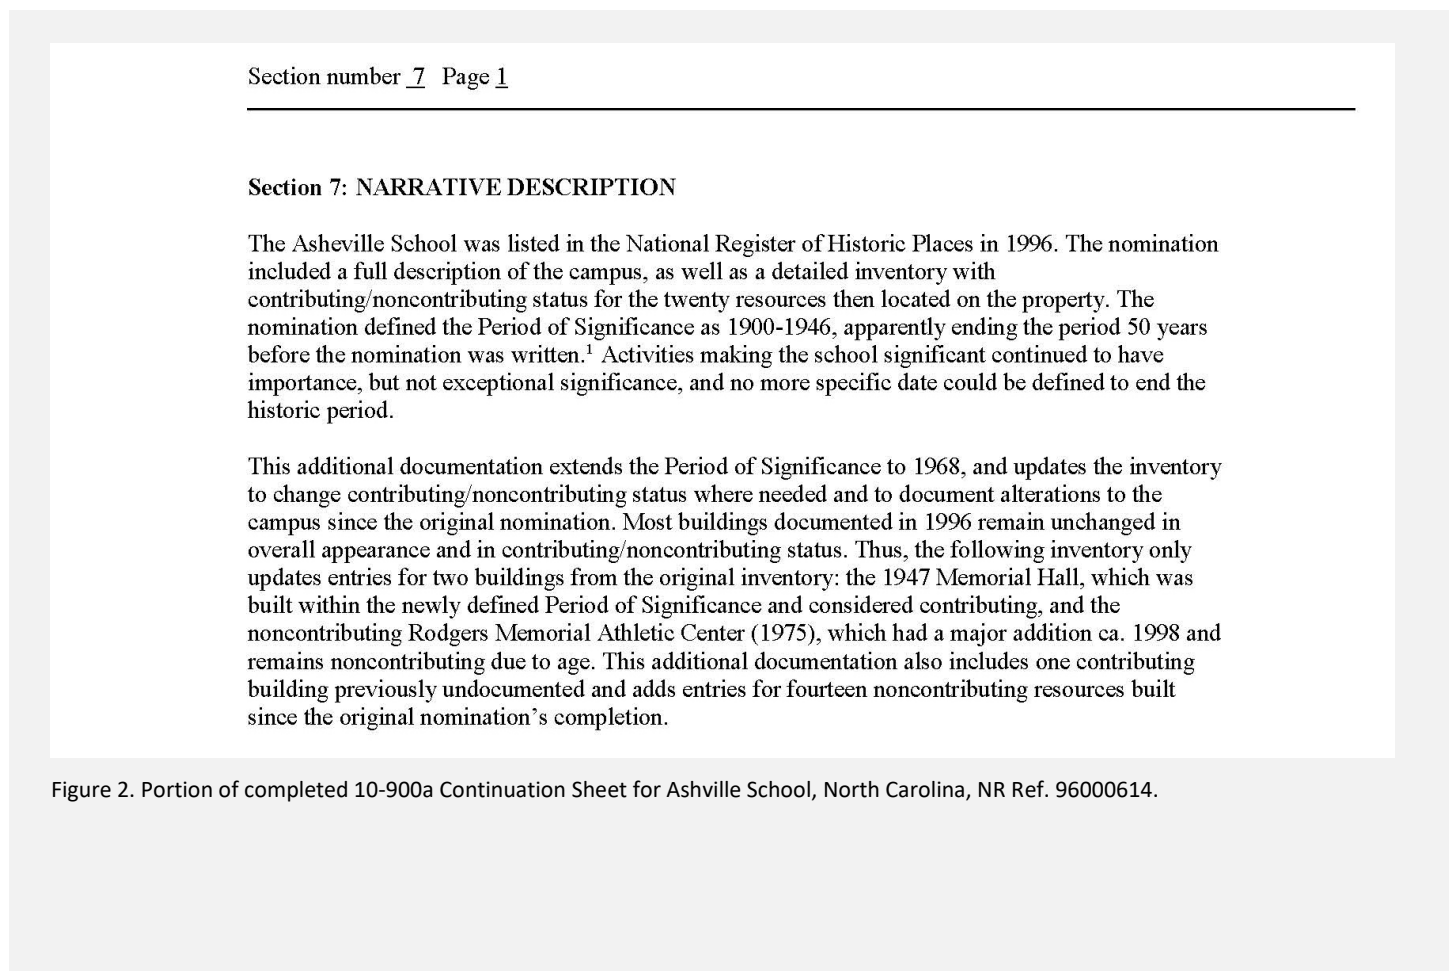 Section number 7 Page 1
Section 7: NARRATIVE DESCRIPTION
The Asheville School was listed in the National Register of Historic Places in 1996. The nomination
included a full description of the campus, as well as a detailed inventory with
contributing/noncontributing status for the twenty resources then located on the property. The
nomination defined the Period of Significance as 1900-1946, apparently ending the period 50 years
before the nomination was written.¹ Activities making the school significant continued to have
importance, but not exceptional significance, and no more specific date could be defined to end the
historic period.
This additional documentation extends the Period of Significance to 1968, and updates the inventory
to change contributing/noncontributing status where needed and to document alterations to the
campus since the original nomination. Most buildings documented in 1996 remain unchanged in
overall appearance and in contributing/noncontributing status. Thus, the following inventory only
updates entries for two buildings from the original inventory: the 1947 Memorial Hall, which was
built within the newly defined Period of Significance and considered contributing, and the
noncontributing Rodgers Memorial Athletic Center (1975), which had a major addition ca. 1998 and
remains noncontributing due to age. This additional documentation also includes one contributing
building previously undocumented and adds entries for fourteen noncontributing resources built
since the original nomination’s completion.
Figure 2. Portion of completed 10-900a Continuation Sheet for Ashville School, North Carolina, NR Ref. 96000614.